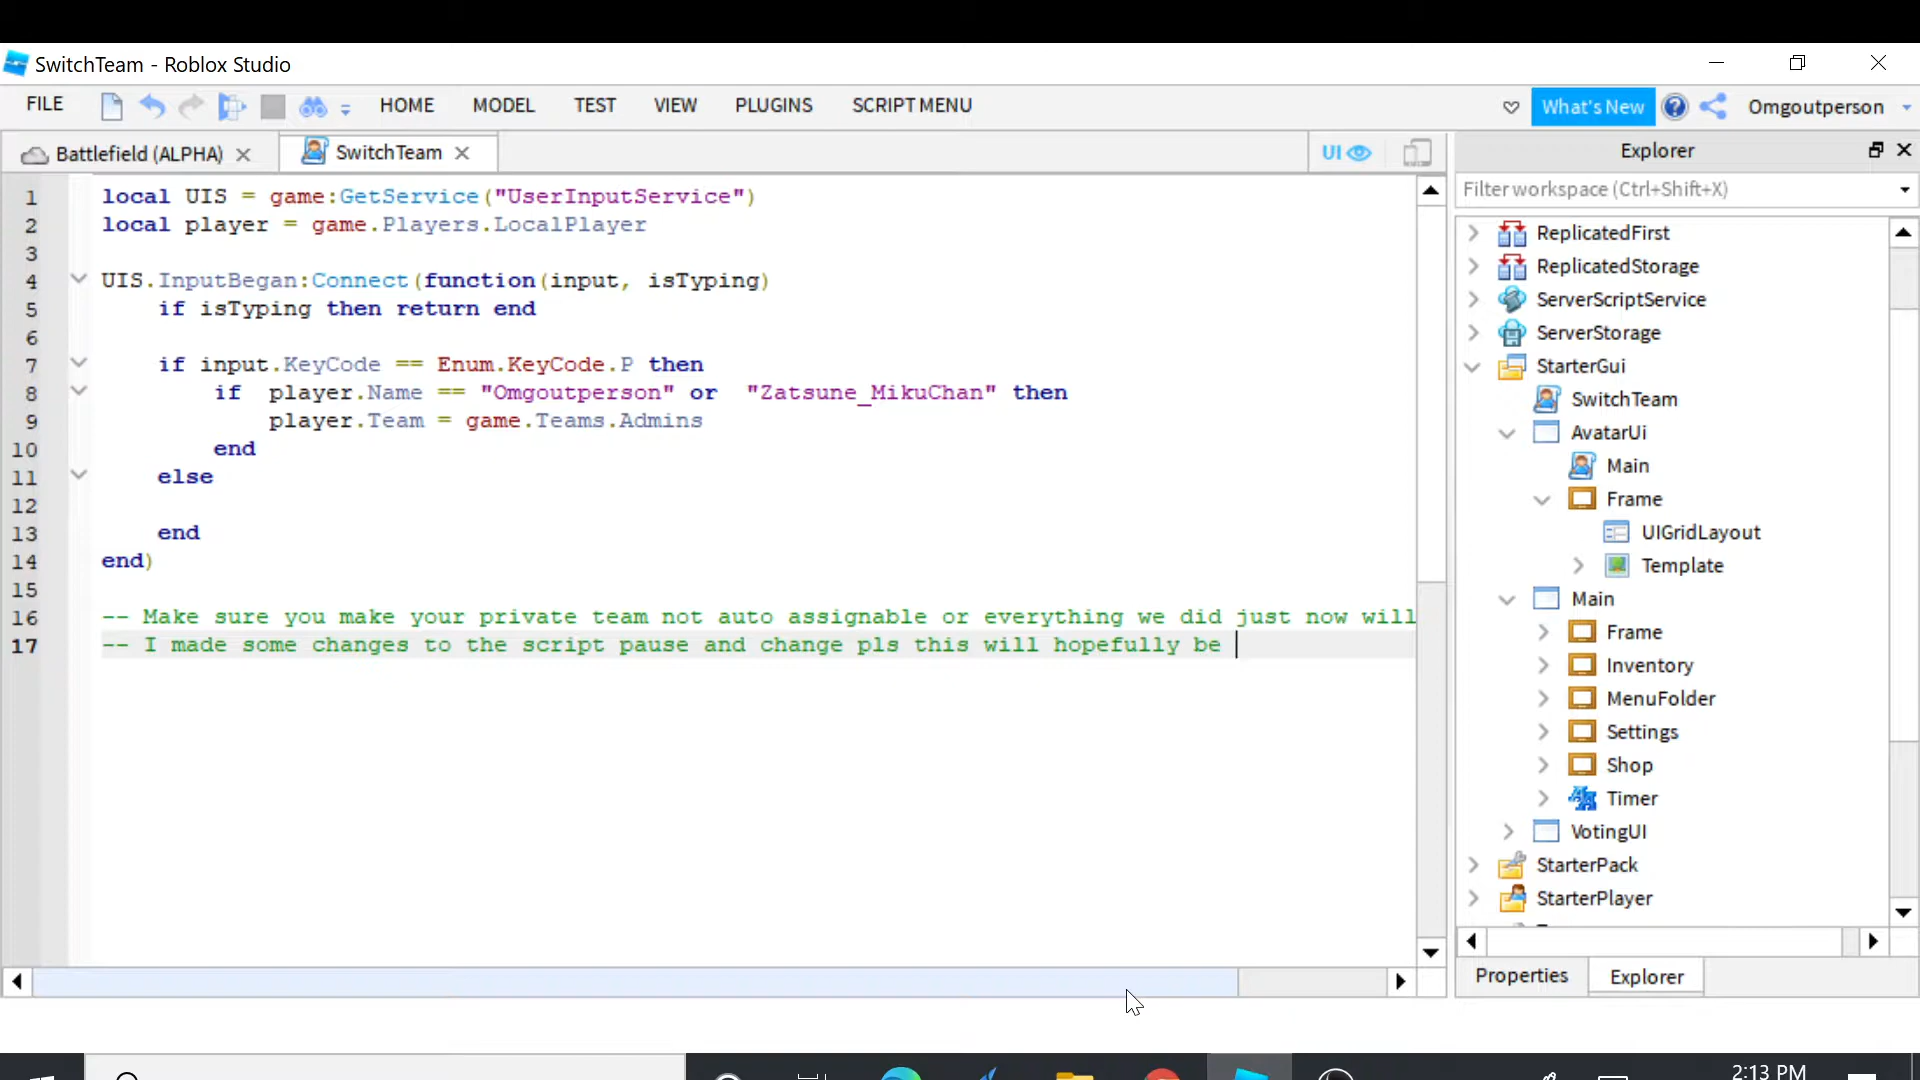 SwitchTeam - Roblox Studio
FILE HOME MODEL TEST VIEW PLUGINS SCRIPT MENU What's New Omgoutperson
Battlefield (ALPHA) SwitchTeam UI
1 local UIS = game:GetService("UserInputService")
2 local player = game.Players.LocalPlayer
3
4 UIS.InputBegan:Connect(function(input, isTyping)
5 if isTyping then return end
6
7 if input.KeyCode == Enum.KeyCode.P then
8 if player.Name == "Omgoutperson" or "Zatsune_MikuChan" then
9 player.Team = game.Teams.Admins
10 end
11 else
12
13 end
14 end)
15
16 -- Make sure you make your private team not auto assignable or everything we did just now will
17 -- I made some changes to the script pause and change pls this will hopefully be
Explorer
Filter workspace (Ctrl+Shift+X)
ReplicatedFirst
ReplicatedStorage
ServerScriptService
ServerStorage
StarterGui
SwitchTeam
AvatarUi
Main
Frame
UIGridLayout
Template
Main
Frame
Inventory
MenuFolder
Settings
Shop
Timer
VotingUI
StarterPack
StarterPlayer
Properties Explorer
2:13 PM